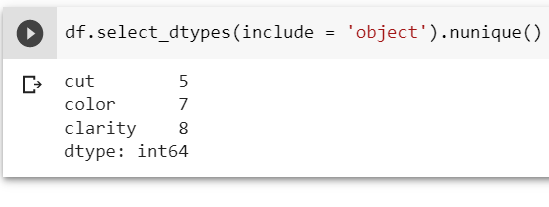 df.select_dtypes(include = 'object').nunique()
cut 5
color 7
clarity 8
dtype: int64